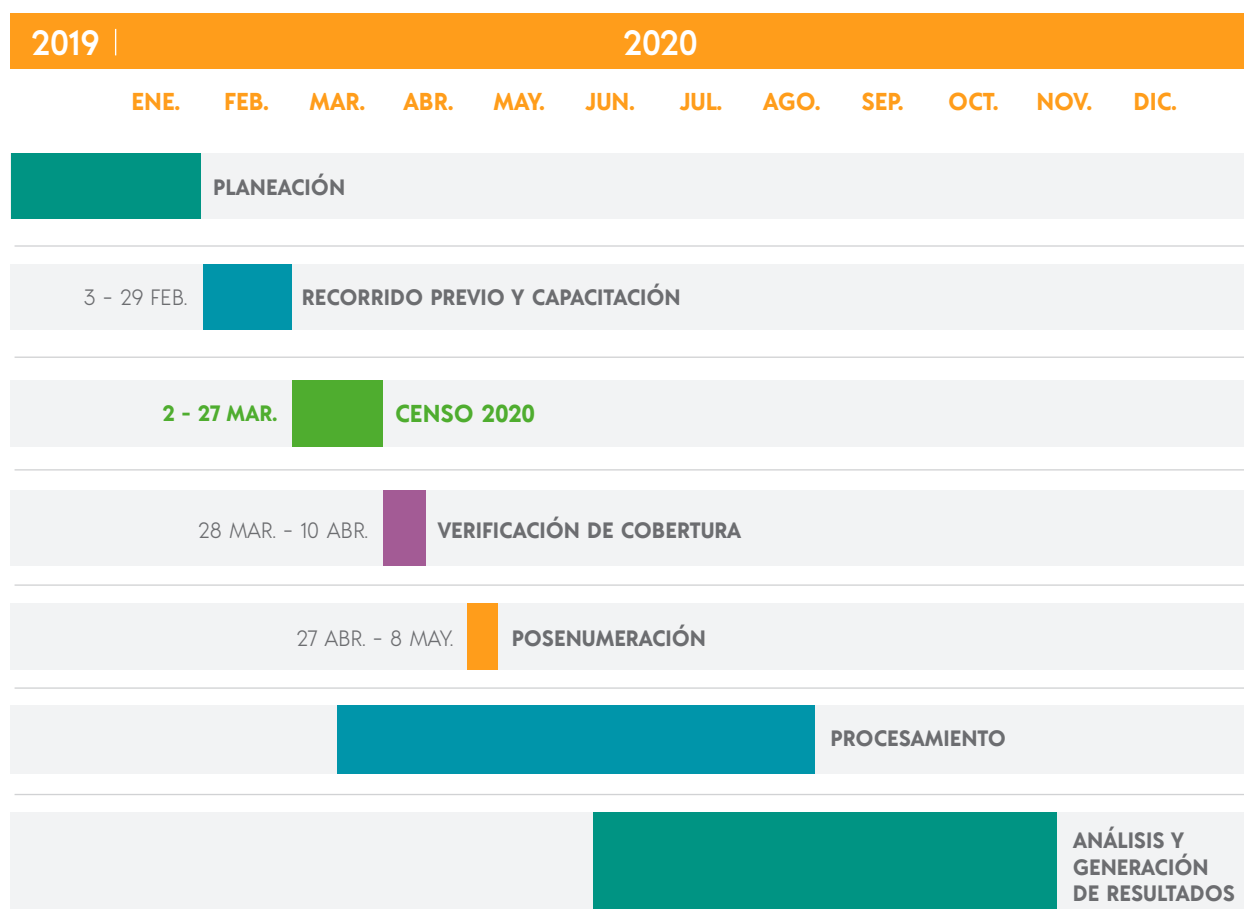 2019 2020
ENE. FEB. MAR. ABR. MAY. JUN. JUL. AGO. SEP. OCT. NOV. DIC.
PLANEACIÓN
3 - 29 FEB. RECORRIDO PREVIO Y CAPACITACIÓN
2 - 27 MAR. CENSO 2020
28 MAR. - 10 ABR. VERIFICACIÓN DE COBERTURA
27 ABR. - 8 MAY. POSENUMERACIÓN
PROCESAMIENTO
ANÁLISIS Y
GENERACIÓN
DE RESULTADOS